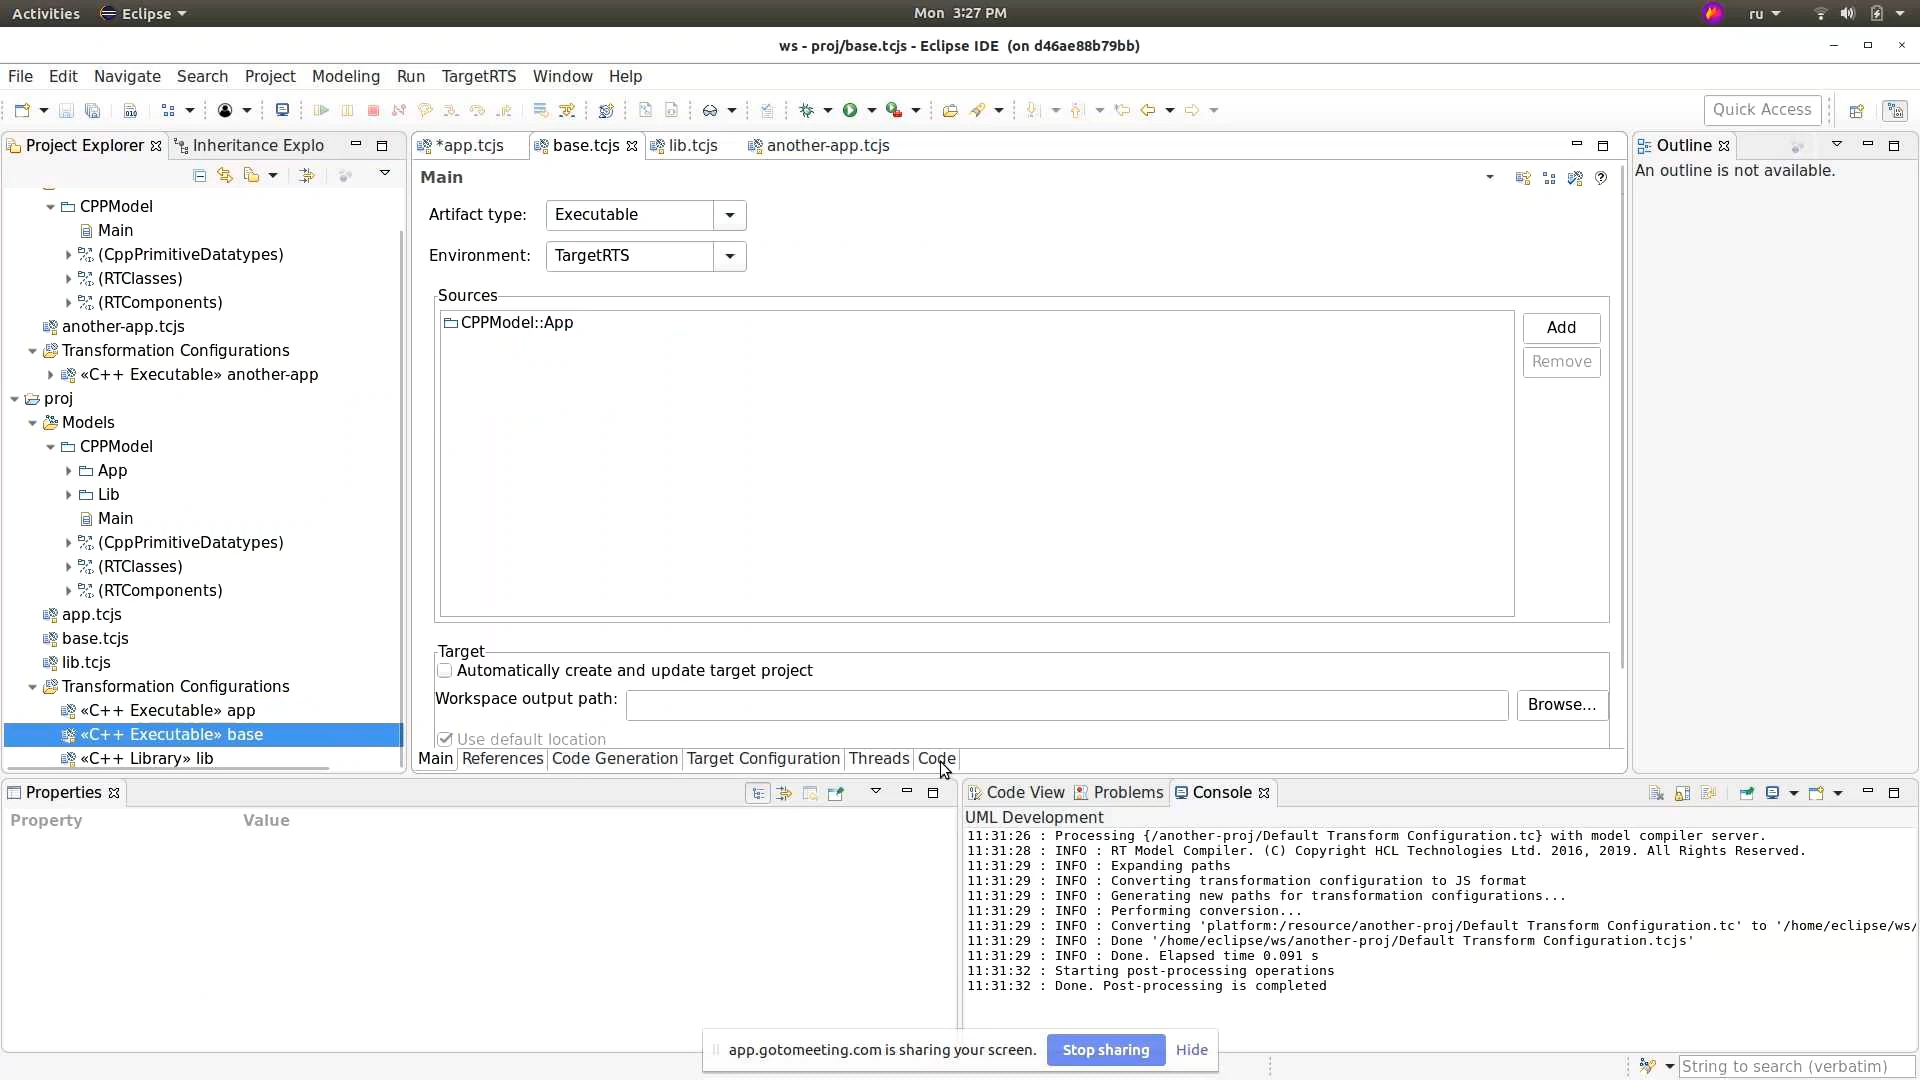 Activities Eclipse Mon 3:27 PM ru
ws - proj/base.tcjs - Eclipse IDE (on d46ae88b79bb)
File Edit Navigate Search Project Modeling Run TargetRTS Window Help
Quick Access
Project Explorer Inheritance Explo
CPPModel
Main
(CppPrimitiveDatatypes)
(RTClasses)
(RTComponents)
another-app.tcjs
Transformation Configurations
«C++ Executable» another-app
proj
Models
CPPModel
App
Lib
Main
(CppPrimitiveDatatypes)
(RTClasses)
(RTComponents)
app.tcjs
base.tcjs
lib.tcjs
Transformation Configurations
«C++ Executable» app
«C++ Executable» base
«C++ Library» lib
*app.tcjs base.tcjs lib.tcjs another-app.tcjs
Main
Artifact type: Executable
Environment: TargetRTS
Sources
CPPModel::App
Add
Remove
Target
Automatically create and update target project
Workspace output path: Browse...
Use default location
Main References Code Generation Target Configuration Threads Code
Outline
An outline is not available.
Properties
Property Value
Code View Problems Console
UML Development
11:31:26 : Processing {/another-proj/Default Transform Configuration.tc} with model compiler server.
11:31:28 : INFO : RT Model Compiler. (C) Copyright HCL Technologies Ltd. 2016, 2019. All Rights Reserved.
11:31:29 : INFO : Expanding paths
11:31:29 : INFO : Converting transformation configuration to JS format
11:31:29 : INFO : Generating new paths for transformation configurations...
11:31:29 : INFO : Performing conversion...
11:31:29 : INFO : Converting 'platform:/resource/another-proj/Default Transform Configuration.tc' to '/home/eclipse/ws/
11:31:29 : INFO : Done '/home/eclipse/ws/another-proj/Default Transform Configuration.tcjs'
11:31:29 : INFO : Done. Elapsed time 0.091 s
11:31:32 : Starting post-processing operations
11:31:32 : Done. Post-processing is completed
app.gotomeeting.com is sharing your screen. Stop sharing Hide
String to search (verbatim)